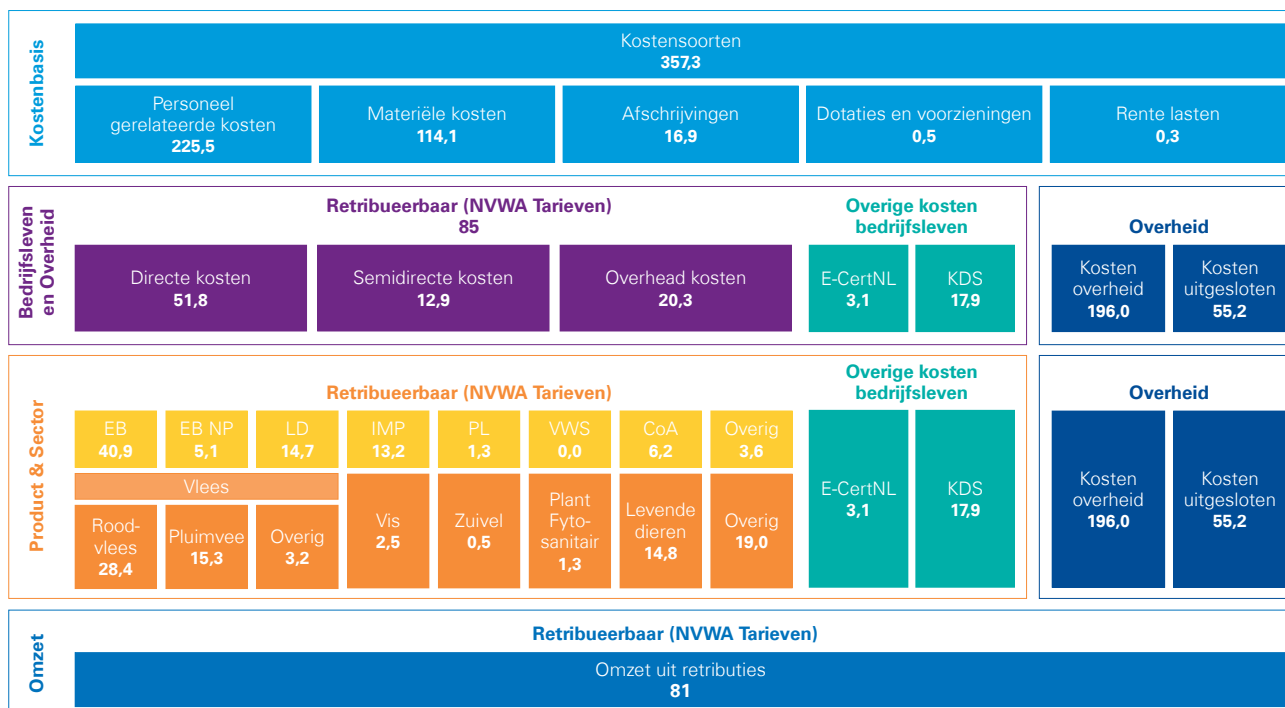 Kostenbasis
Kostensoorten
357,3
Personeel
gerelateerde kosten
225,5
Materiële kosten
114,1
Afschrijvingen
16,9
Dotaties en voorzieningen
0,5
Rente lasten
0,3
Bedrijfsleven
en Overheid
Retribueerbaar (NVWA Tarieven)
85
Directe kosten
51,8
Semidirecte kosten
12,9
Overhead kosten
20,3
Overige kosten
bedrijfsleven
E-CertNL
3,1
KDS
17,9
Overheid
Kosten
overheid
196,0
Kosten
uitgesloten
55,2
Product & Sector
Retribueerbaar (NVWA Tarieven)
EB
40,9
EB NP
5,1
LD
14,7
IMP
13,2
PL
1,3
VWS
0,0
CoA
6,2
Overig
3,6
Vlees
Rood-
vlees
28,4
Pluimvee
15,3
Overig
3,2
Vis
2,5
Zuivel
0,5
Plant
Fyto-
sanitair
1,3
Levende
dieren
14,8
Overig
19,0
Overige kosten
bedrijfsleven
E-CertNL
3,1
KDS
17,9
Overheid
Kosten
overheid
196,0
Kosten
uitgesloten
55,2
Omzet
Retribueerbaar (NVWA Tarieven)
Omzet uit retributies
81